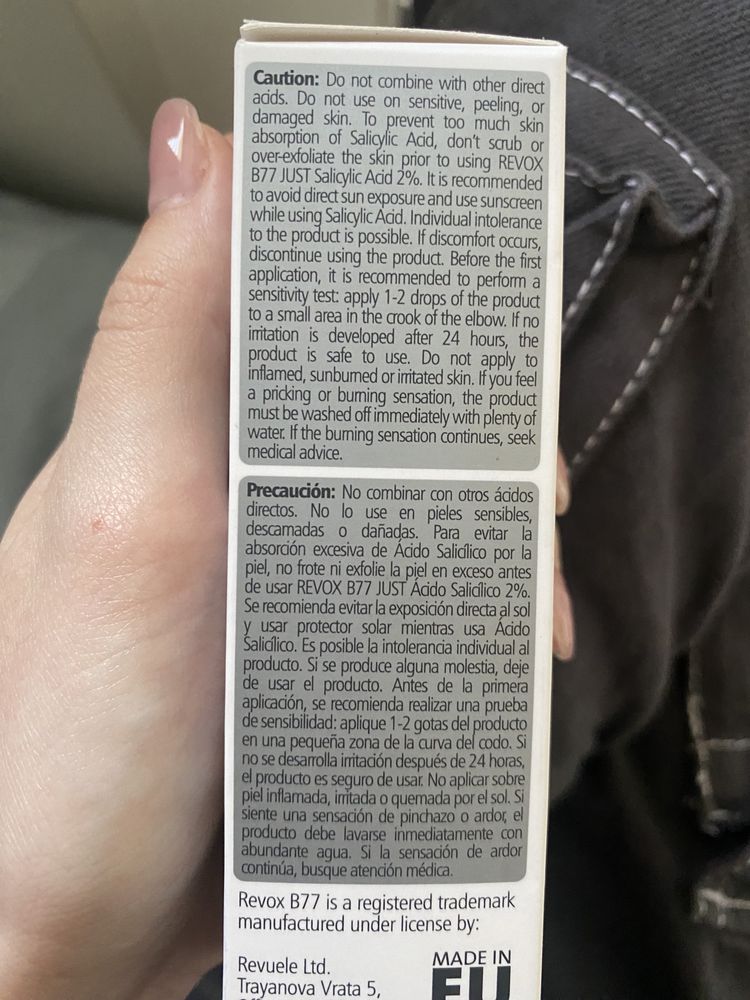 Caution: Do not combine with other direct
acids. Do not use on sensitive, peeling, or
damaged skin. To prevent too much skin
absorption of Salicylic Acid, don't scrub or
over-exfoliate the skin prior to using REVOX
B77 JUST Salicylic Acid 2%. It is recommended
to avoid direct sun exposure and use sunscreen
while using Salicylic Acid. Individual intolerance
to the product is possible. If discomfort occurs,
discontinue using the product. Before the first
application, it is recommended to perform a
sensitivity test: apply 1-2 drops of the product
to a small area in the crook of the elbow. If no
irritation is developed after 24 hours, the
product is safe to use. Do not apply to
inflamed, sunburned or irritated skin. If you feel
a pricking or burning sensation, the product
must be washed off immediately with plenty of
water. If the burning sensation continues, seek
medical advice.
Precaución: No combinar con otros ácidos
directos. No lo use en pieles sensibles,
descamadas o dañadas. Para evitar la
absorción excesiva de Ácido Salicílico por la
piel, no frote ni exfolie la piel en exceso antes
de usar REVOX B77 JUST Ácido Salicílico 2%.
Se recomienda evitar la exposición directa al sol
y usar protector solar mientras usa Ácido
Salicílico. Es posible la intolerancia individual al
producto. Si se produce alguna molestia, deje
de usar el producto. Antes de la primera
aplicación, se recomienda realizar una prueba
de sensibilidad: aplique 1-2 gotas del producto
en una pequeña zona de la curva del codo. Si
no se desarrolla irritación después de 24 horas,
el producto es seguro de usar. No aplicar sobre
piel inflamada, irritada o quemada por el sol. Si
siente una sensación de pinchazo o ardor, el
producto debe lavarse inmediatamente con
abundante agua. Si la sensación de ardor
continúa, busque atención médica.
Revox B77 is a registered trademark
manufactured under license by:
Revuele Ltd.
Trayanova Vrata 5,
MADE IN
EU